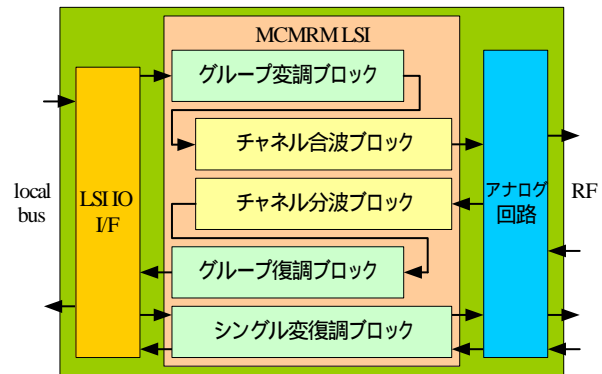 MCMRM LSI
グループ変調ブロック
チャネル合波ブロック
チャネル分波ブロック
グループ復調ブロック
シングル変復調ブロック
local
bus
LSI IO
I/F
アナログ
回路
RF